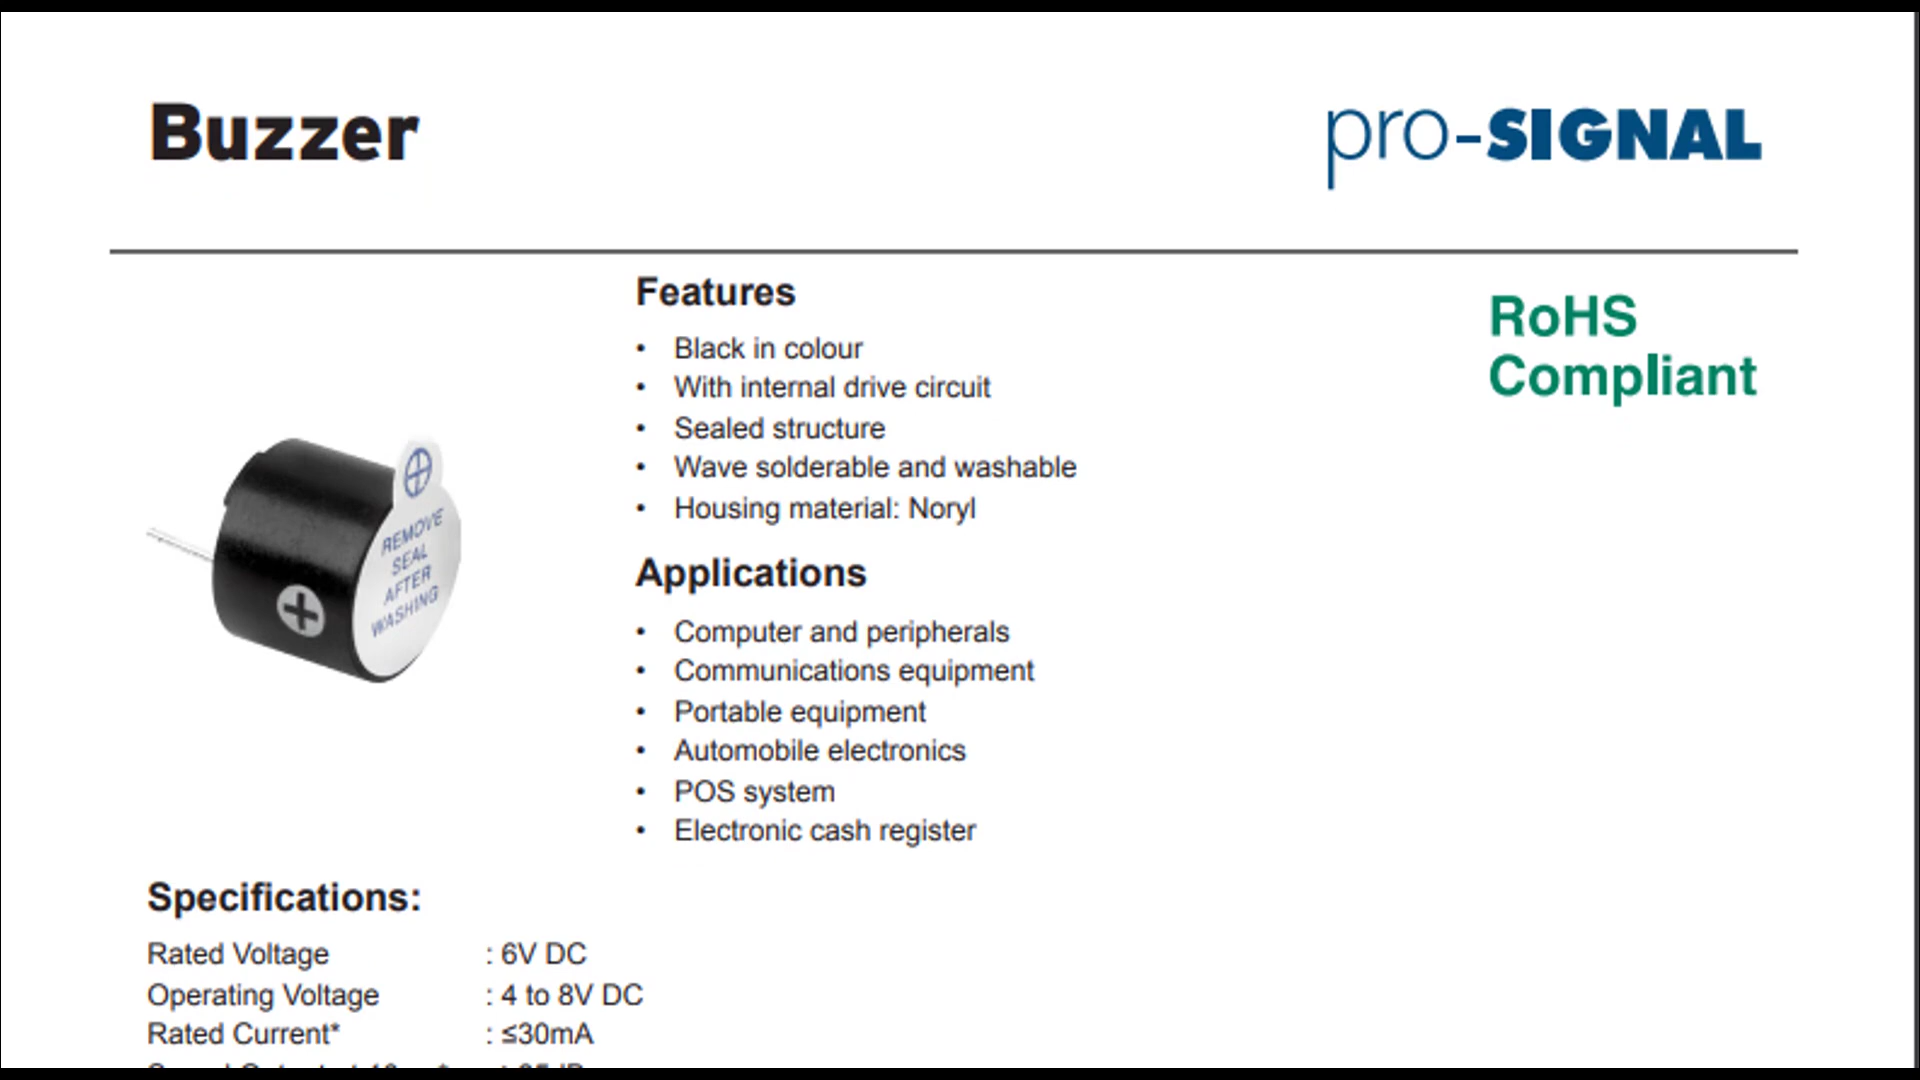 Buzzer
pro-SIGNAL
Features
• Black in colour
• With internal drive circuit
• Sealed structure
• Wave solderable and washable
• Housing material: Noryl
RoHS
Compliant
REMOVE
SEAL
AFTER
WASHING
Applications
• Computer and peripherals
• Communications equipment
• Portable equipment
• Automobile electronics
• POS system
• Electronic cash register
Specifications:
Rated Voltage : 6V DC
Operating Voltage : 4 to 8V DC
Rated Current* : ≤30mA